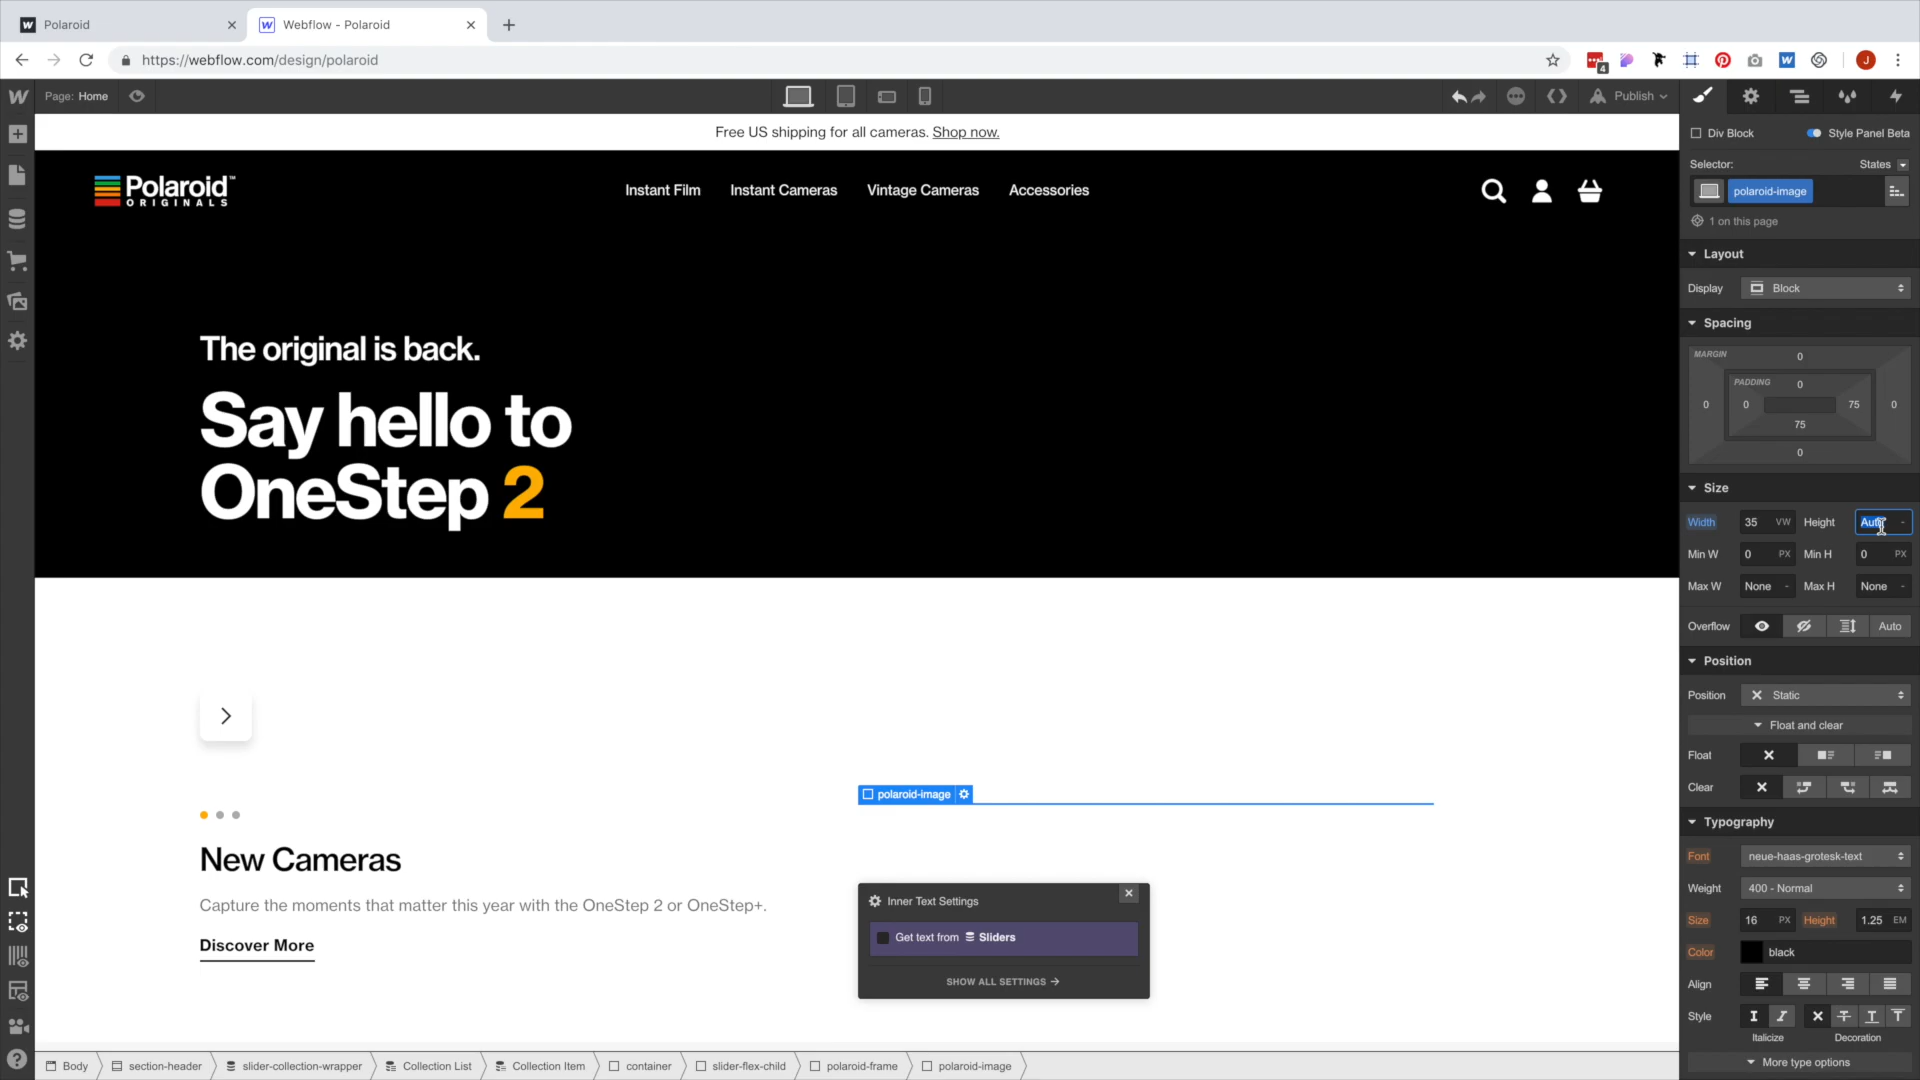 Polaroid
Webflow - Polaroid
https://webflow.com/design/polaroid
4
J
Page: Home
Publish
Free US shipping for all cameras. Shop now.
Polaroid™
ORIGINALS
Instant Film
Instant Cameras
Vintage Cameras
Accessories
The original is back.
Say hello to
OneStep 2
polaroid-image
New Cameras
Capture the moments that matter this year with the OneStep 2 or OneStep+.
Discover More
Inner Text Settings
Get text from Sliders
SHOW ALL SETTINGS
Body
section-header
slider-collection-wrapper
Collection List
Collection Item
container
slider-flex-child
polaroid-frame
polaroid-image
Div Block
Style Panel Beta
Selector:
States
polaroid-image
1 on this page
Layout
Display
Block
Spacing
MARGIN
0
PADDING
0
0
0
75
0
75
0
Size
Width
35
VW
Height
Auto
-
Min W
0
PX
Min H
0
PX
Max W
None
-
Max H
None
-
Overflow
Auto
Position
Position
Static
Float and clear
Float
Clear
Typography
Font
neue-haas-grotesk-text
Weight
400 - Normal
Size
16
PX
Height
1.25
EM
Color
black
Align
Style
Italicize
Decoration
More type options